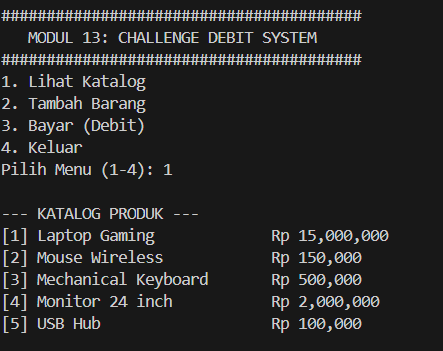 ########################################
MODUL 13: CHALLENGE DEBIT SYSTEM
########################################
1. Lihat Katalog
2. Tambah Barang
3. Bayar (Debit)
4. Keluar
Pilih Menu (1-4): 1
--- KATALOG PRODUK ---
[1] Laptop Gaming Rp 15,000,000
[2] Mouse Wireless Rp 150,000
[3] Mechanical Keyboard Rp 500,000
[4] Monitor 24 inch Rp 2,000,000
[5] USB Hub Rp 100,000